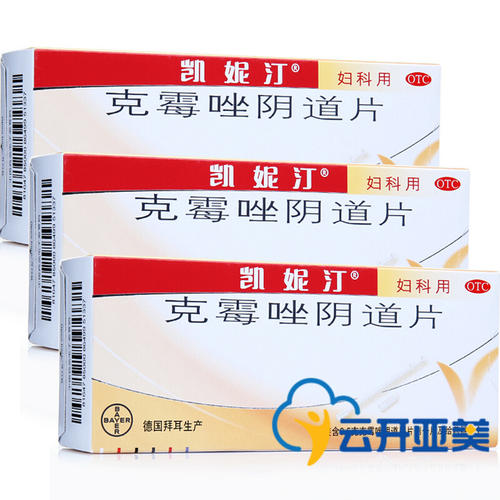 凯妮汀® 妇科用 OTC
克霉唑阴道片
凯妮汀® 妇科用 OTC
克霉唑阴道片
凯妮汀® 妇科用 OTC
克霉唑阴道片
BAYER
BAYER
德国拜耳生产
云开亚美